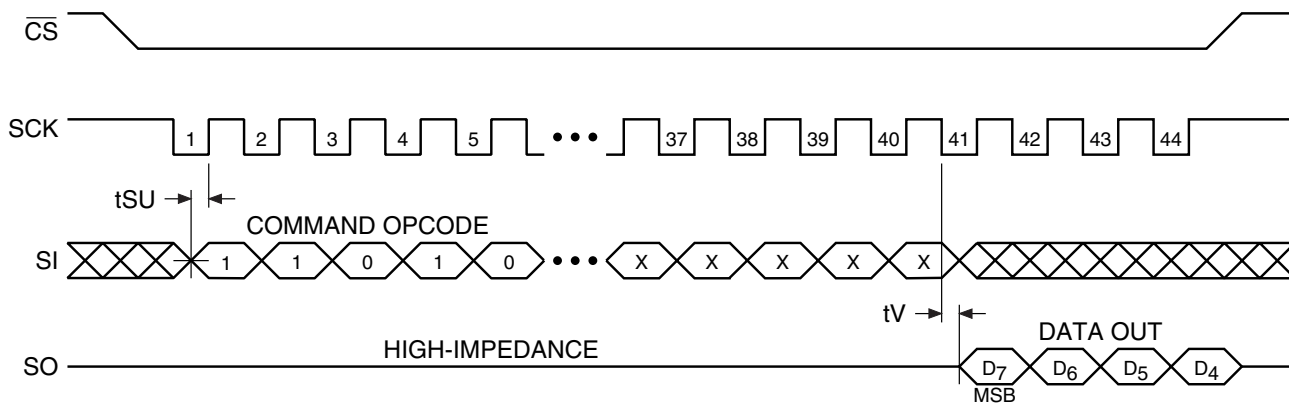 CS
SCK
1 2 3 4 5 37 38 39 40 41 42 43 44
tSU
COMMAND OPCODE
SI
1 1 0 1 0 X X X X X
tV
DATA OUT
HIGH-IMPEDANCE
SO
D7 D6 D5 D4
MSB